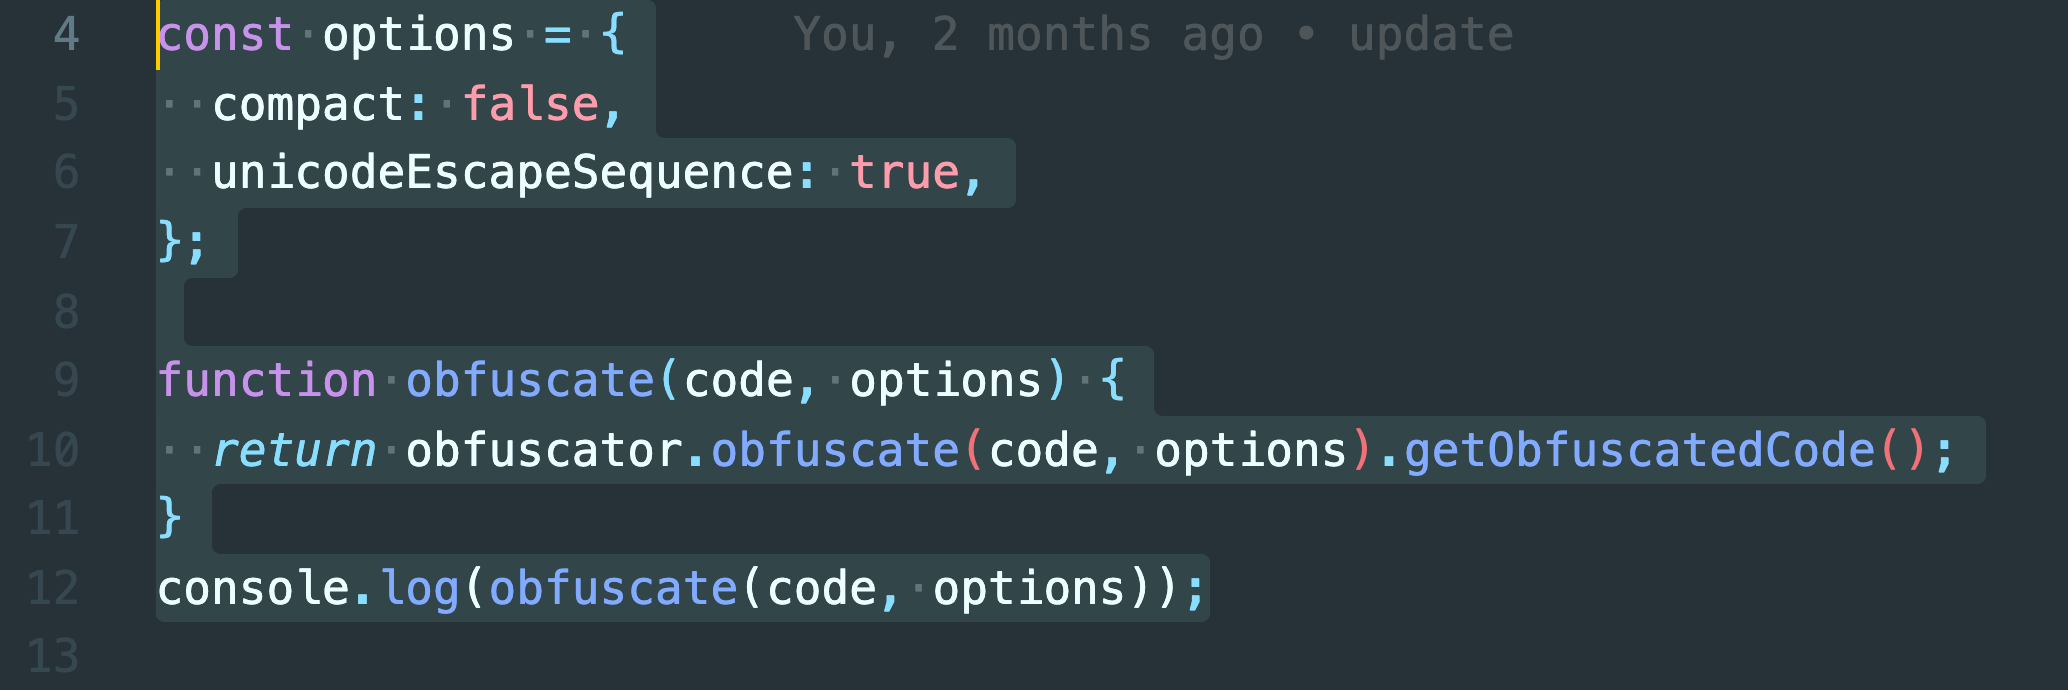 4 const options = { You, 2 months ago • update
5 compact: false,
6 unicodeEscapeSequence: true,
7 };
8
9 function obfuscate(code, options) {
10 return obfuscator.obfuscate(code, options).getObfuscatedCode();
11 }
12 console.log(obfuscate(code, options));
13